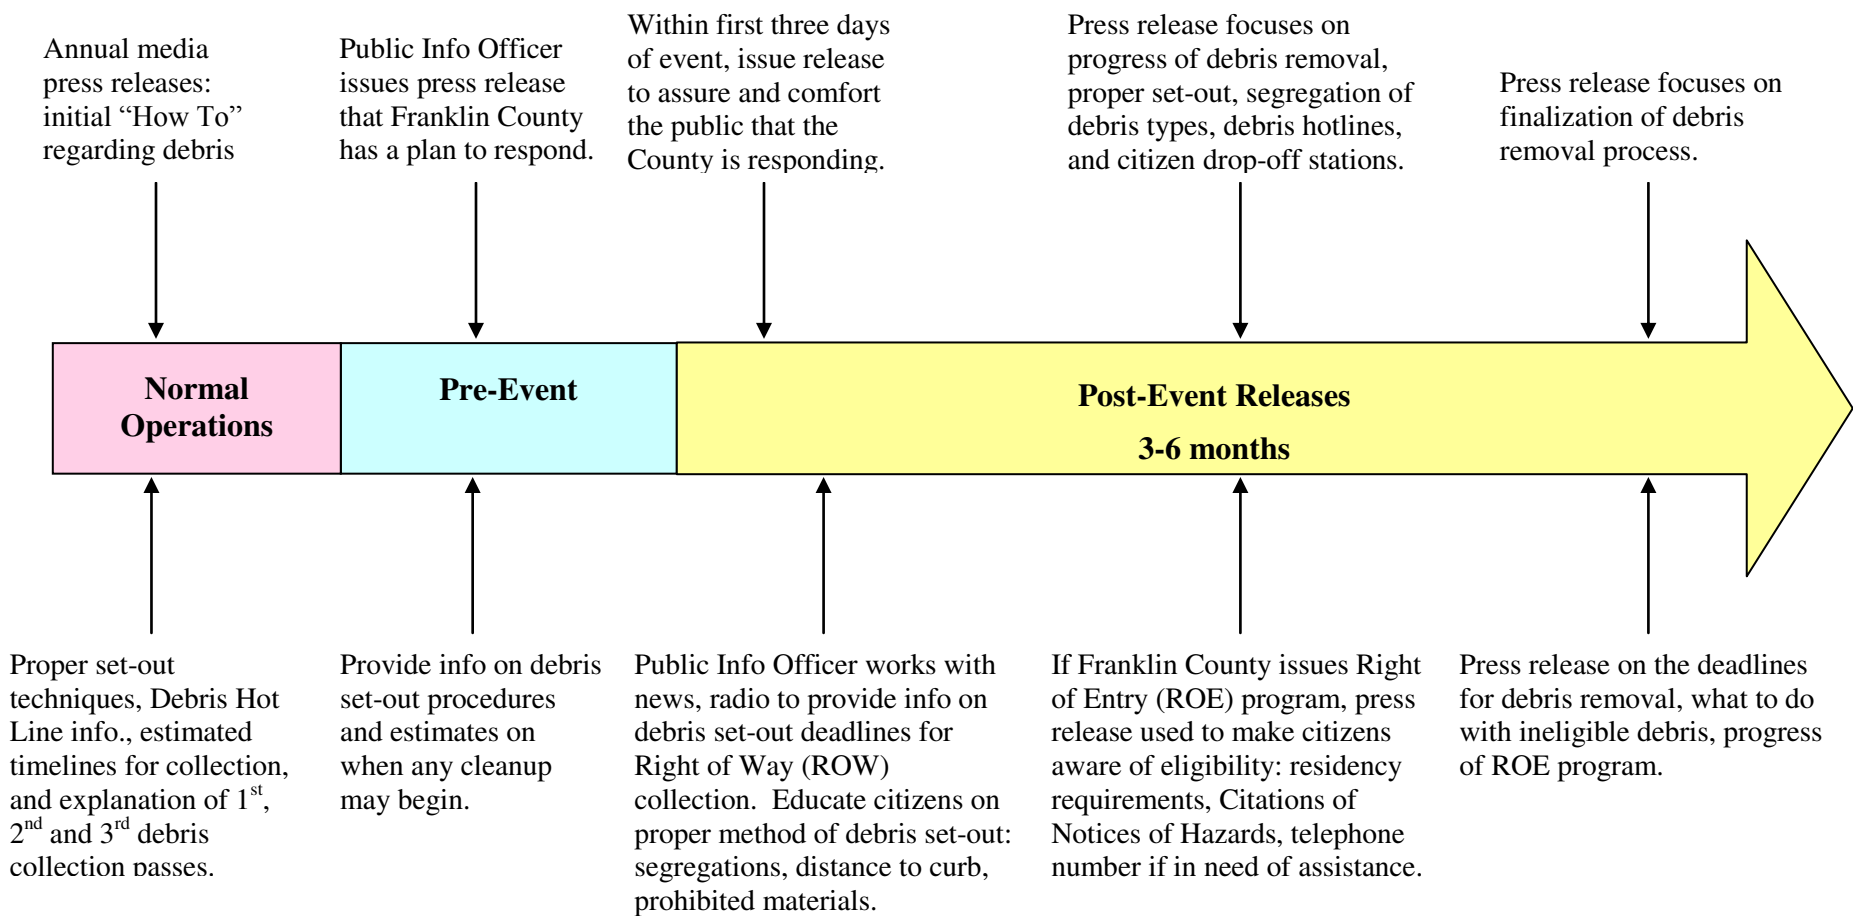 Annual media
press releases:
initial “How To”
regarding debris
Public Info Officer
issues press release
that Franklin County
has a plan to respond.
Within first three days
of event, issue release
to assure and comfort
the public that the
County is responding.
Press release focuses on
progress of debris removal,
proper set-out, segregation of
debris types, debris hotlines,
and citizen drop-off stations.
Press release focuses on
finalization of debris
removal process.
Normal
Operations
Pre-Event
Post-Event Releases
3-6 months
Proper set-out
techniques, Debris Hot
Line info., estimated
timelines for collection,
and explanation of 1st,
2nd and 3rd debris
collection passes.
Provide info on debris
set-out procedures
and estimates on
when any cleanup
may begin.
Public Info Officer works with
news, radio to provide info on
debris set-out deadlines for
Right of Way (ROW)
collection.  Educate citizens on
proper method of debris set-out:
segregations, distance to curb,
prohibited materials.
If Franklin County issues Right
of Entry (ROE) program, press
release used to make citizens
aware of eligibility: residency
requirements, Citations of
Notices of Hazards, telephone
number if in need of assistance.
Press release on the deadlines
for debris removal, what to do
with ineligible debris, progress
of ROE program.